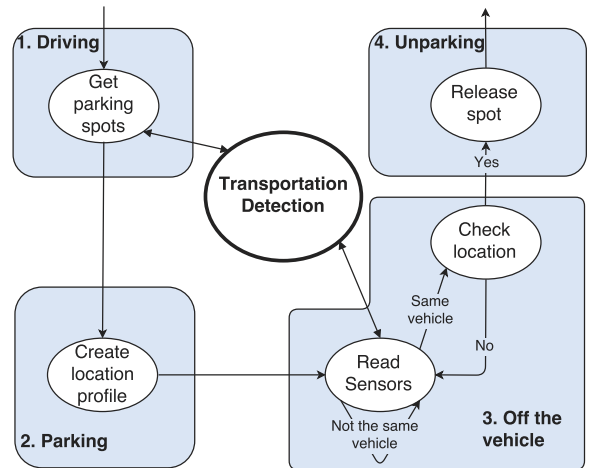 1. Driving
Get
parking
spots
4. Unparking
Release
spot
Yes
Transportation
Detection
Check
location
Same
vehicle
No
Create
location
profile
Read
Sensors
Not the same
vehicle
2. Parking
3. Off the
vehicle